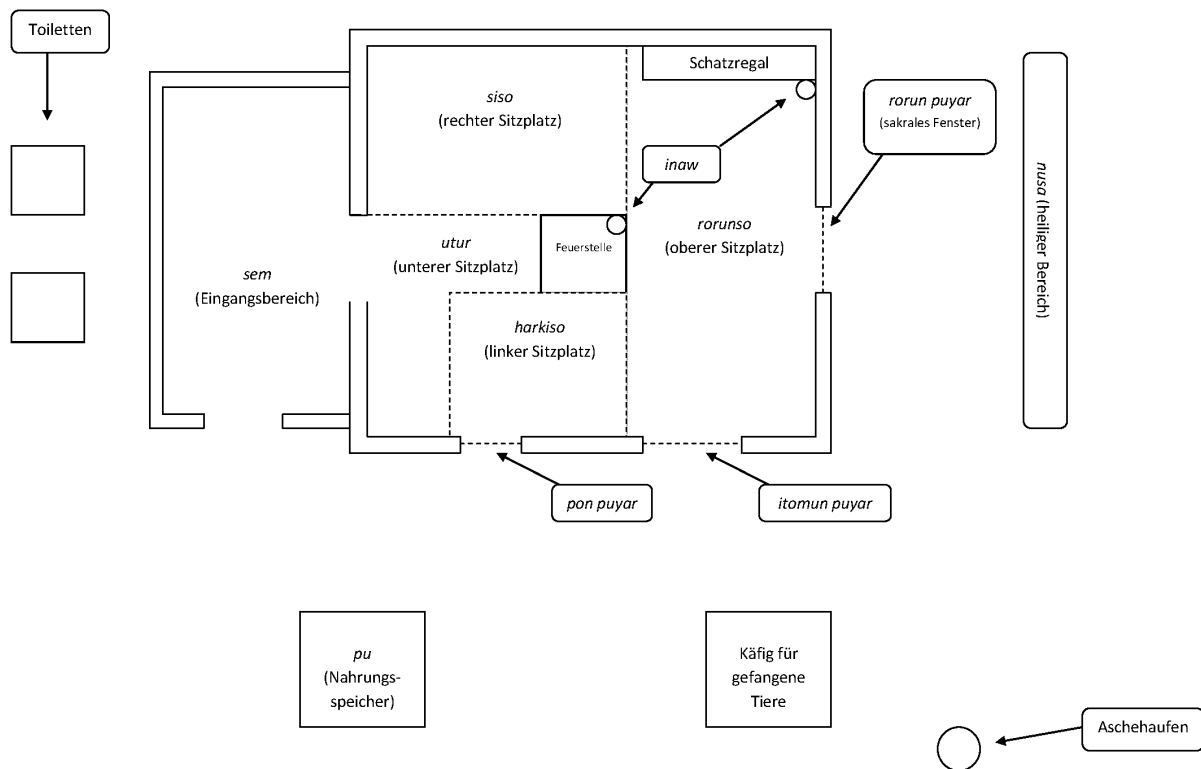 Toiletten
Schatzregal
siso
(rechter Sitzplatz)
rorun puyar
(sakrales Fenster)
inaw
nusa (heiliger Bereich)
rorunso
(oberer Sitzplatz)
utur
(unterer Sitzplatz)
Feuerstelle
sem
(Eingangsbereich)
harkiso
(linker Sitzplatz)
pon puyar
itomun puyar
pu
(Nahrungs-
speicher)
Käfig für
gefangene
Tiere
Aschehaufen